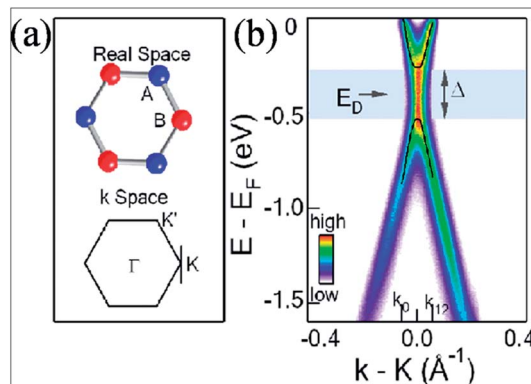 (a)
Real Space
A
B
k Space
K'
Γ
K
(b)
E - E_F (eV)
0
-0.5
-1.0
-1.5
E_D
Δ
high
low
k_0
k_12
-0.4
0.0
0.4
k - K (Å⁻¹)